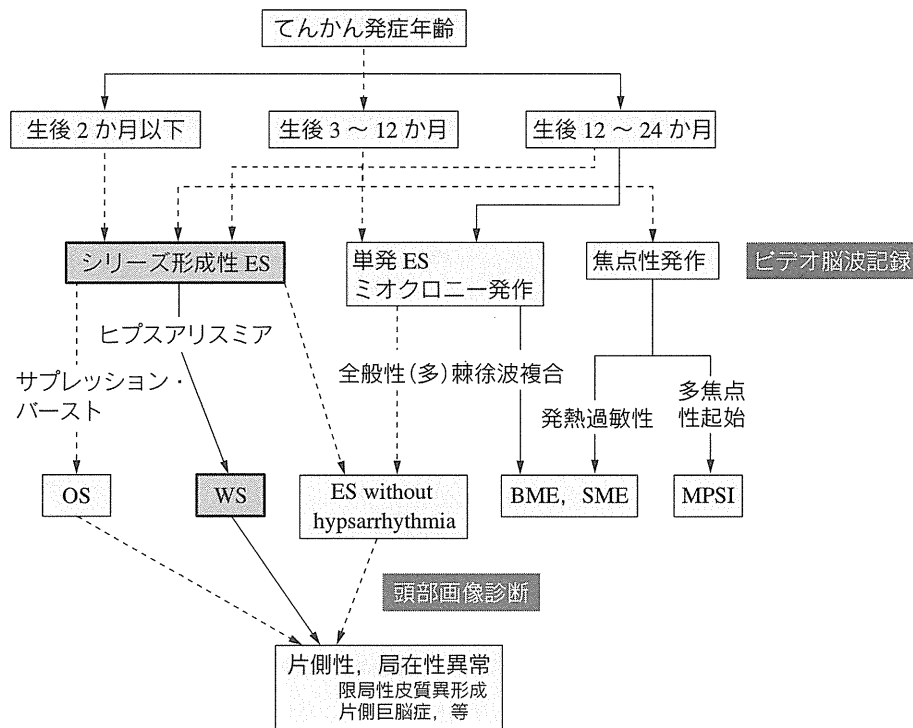 てんかん発症年齢
生後 2 か月以下
生後 3 ～ 12 か月
生後 12 ～ 24 か月
シリーズ形成性 ES
単発 ES
ミオクロニー発作
焦点性発作
ビデオ脳波記録
ヒプスアリスミア
サプレッション・
バースト
全般性(多)棘徐波複合
発熱過敏性
多焦点
性起始
OS
WS
ES without
hypsarrhythmia
BME，SME
MPSI
頭部画像診断
片側性，局在性異常
限局性皮質異形成
片側巨脳症，等